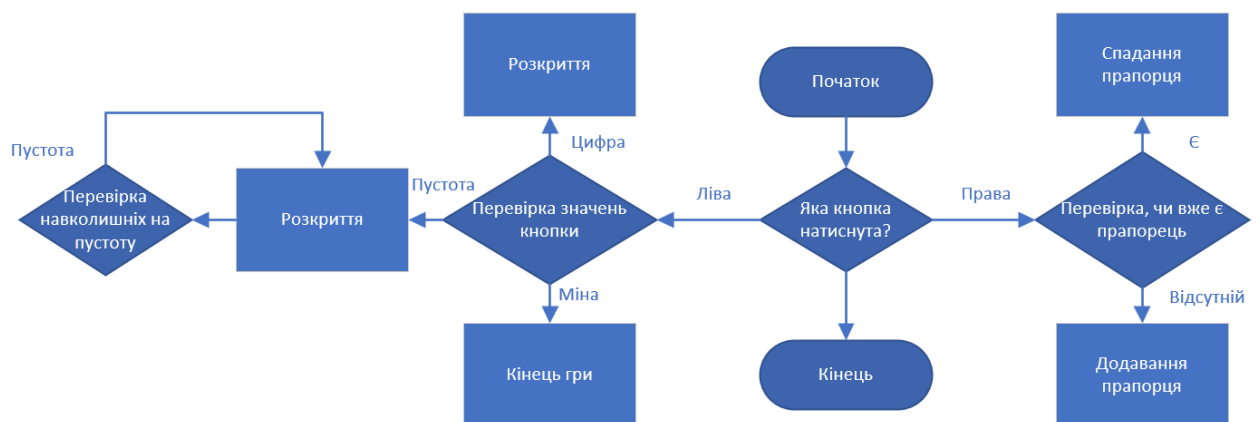 Розкриття
Початок
Спадання
прапорця
Пустота
Цифра
Є
Перевірка
навколишніх на
пустоту
Розкриття
Пустота
Перевірка значень
кнопки
Ліва
Яка кнопка
натиснута?
Права
Перевірка, чи вже є
прапорець
Міна
Відсутній
Кінець гри
Кінець
Додавання
прапорця